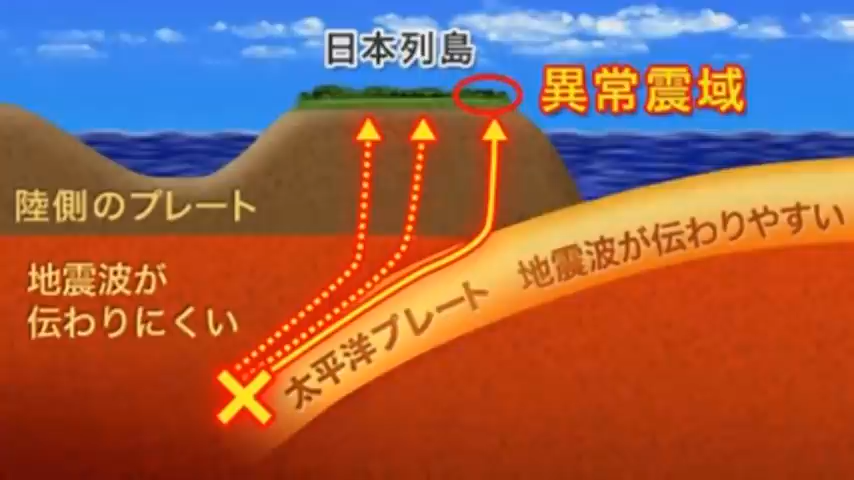 日本列島
異常震域
陸側のプレート
地震波が
伝わりにくい
太平洋プレート
地震波が伝わりやすい